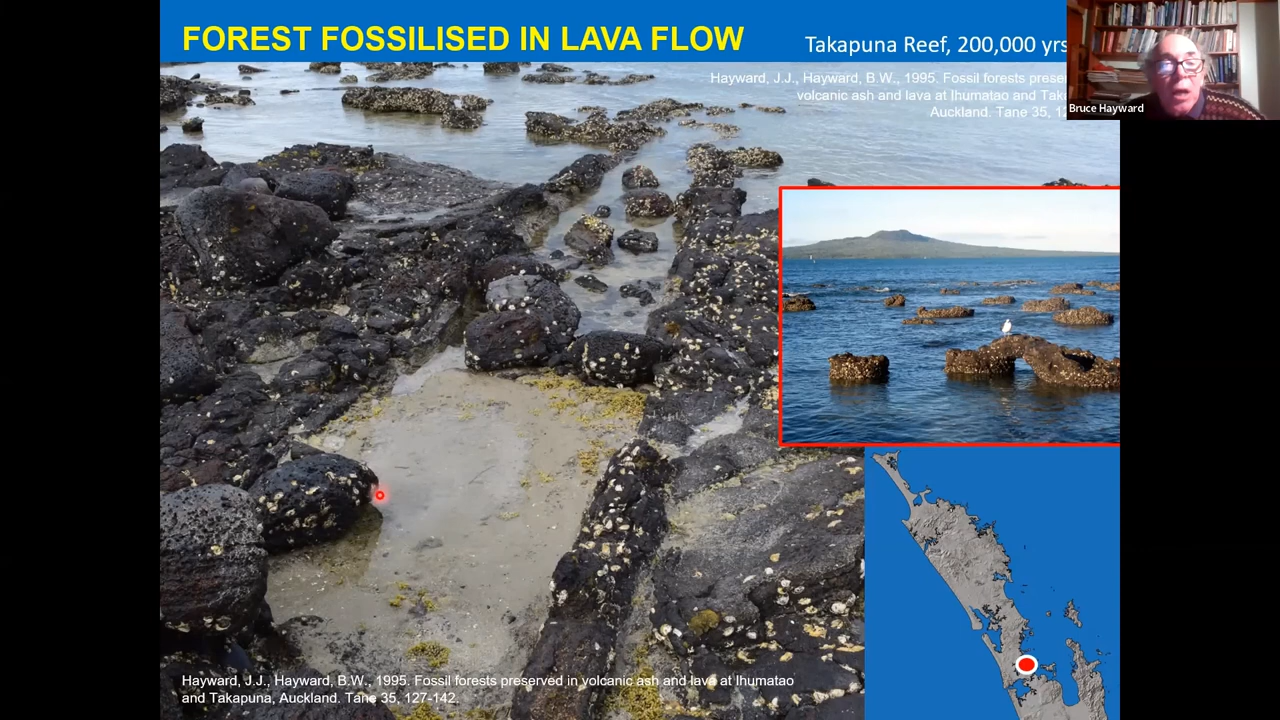 FOREST FOSSILISED IN LAVA FLOW
Takapuna Reef, 200,000 yrs
Hayward, J.J., Hayward, B.W., 1995. Fossil forests
volcanic ash and lava at Ihumatao and
Auckland. Tane 35,
Bruce Hayward
Hayward, J.J., Hayward, B.W., 1995. Fossil forests preserved in volcanic ash and lava at Ihumatao
and Takapuna, Auckland. Tane 35, 127-142.